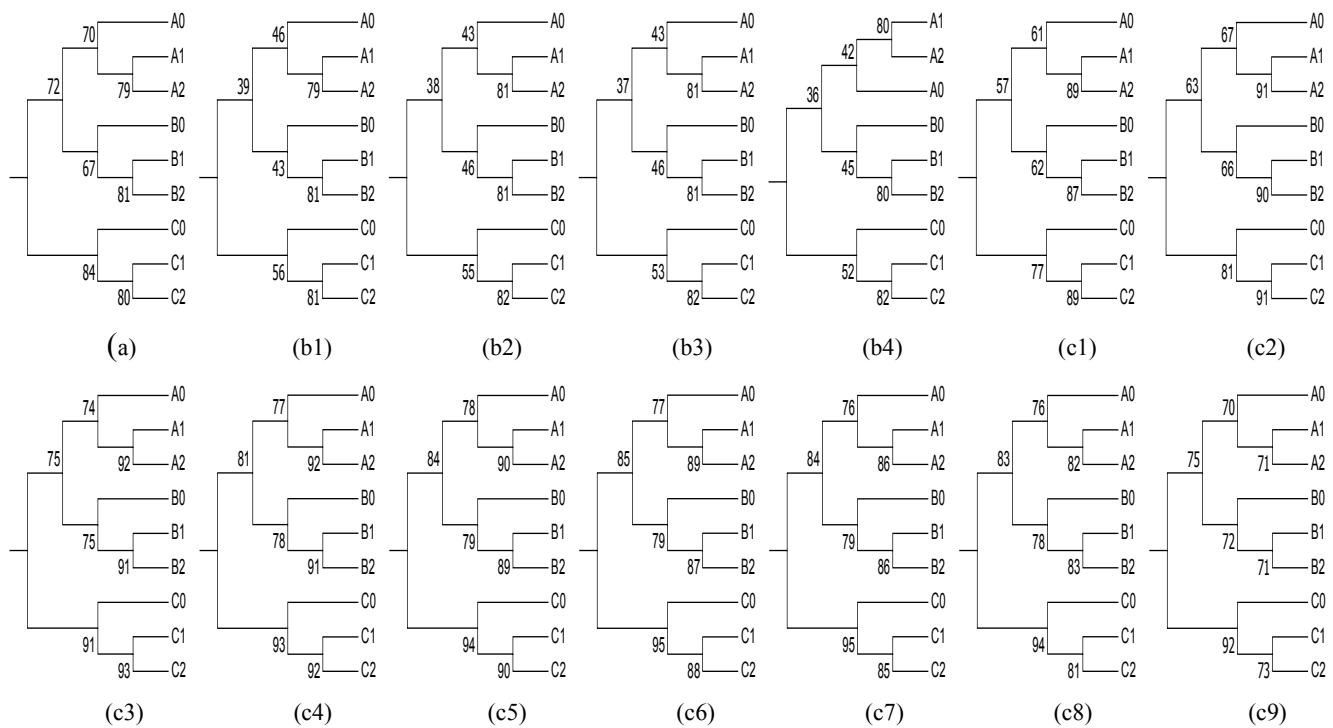 70 A0
A1
72 79 A2
B0
67 B1
81 B2
C0
84 C1
80 C2
(a)
46 A0
A1
39 79 A2
B0
43 B1
81 B2
C0
56 C1
81 C2
(b1)
43 A0
A1
38 81 A2
B0
46 B1
81 B2
C0
55 C1
82 C2
(b2)
43 A0
A1
37 81 A2
B0
46 B1
81 B2
C0
53 C1
82 C2
(b3)
80 A1
42 A2
36 A0
B0
45 B1
80 B2
C0
52 C1
82 C2
(b4)
61 A0
A1
57 89 A2
B0
62 B1
87 B2
C0
77 C1
89 C2
(c1)
67 A0
A1
63 91 A2
B0
66 B1
90 B2
C0
81 C1
91 C2
(c2)
74 A0
A1
75 92 A2
B0
75 B1
91 B2
C0
91 C1
93 C2
(c3)
77 A0
A1
81 92 A2
B0
78 B1
91 B2
C0
93 C1
92 C2
(c4)
78 A0
A1
84 90 A2
B0
79 B1
89 B2
C0
94 C1
90 C2
(c5)
77 A0
A1
85 89 A2
B0
79 B1
87 B2
C0
95 C1
88 C2
(c6)
76 A0
A1
84 86 A2
B0
79 B1
86 B2
C0
95 C1
85 C2
(c7)
76 A0
A1
83 82 A2
B0
78 B1
83 B2
C0
94 C1
81 C2
(c8)
70 A0
A1
75 71 A2
B0
72 B1
71 B2
C0
92 C1
73 C2
(c9)